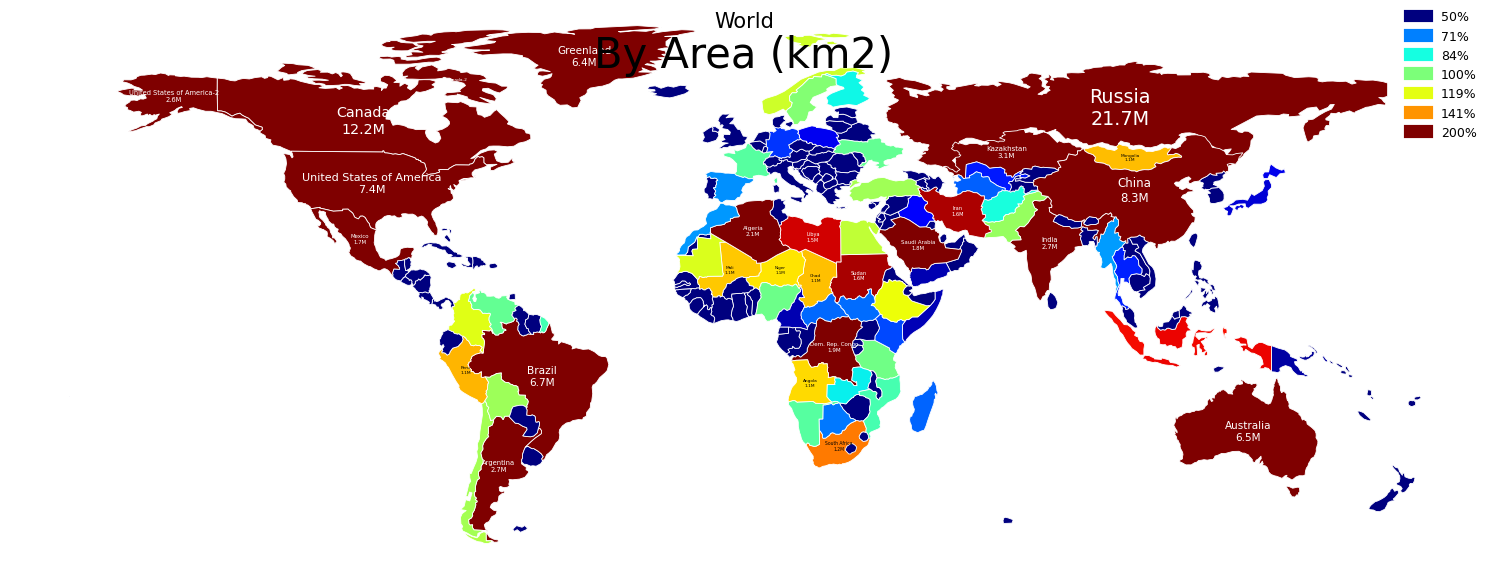 World
By Area (km2)
50%
71%
84%
100%
119%
141%
200%
Greenland
6.4M
United States of America-2
2.6M
Canada
12.2M
Russia
21.7M
Kazakhstan
3.1M
Mongolia
1.1M
United States of America
7.4M
China
8.3M
Mexico
1.7M
Algeria
2.1M
Libya
1.5M
Iran
1.6M
Saudi Arabia
1.8M
India
2.7M
Mali
1.1M
Niger
Chad
1.1M
Sudan
1.6M
Dem. Rep. Congo
1.9M
Brazil
6.7M
Peru
1.1M
Angola
1.1M
South Africa
1.2M
Australia
6.5M
Argentina
2.7M